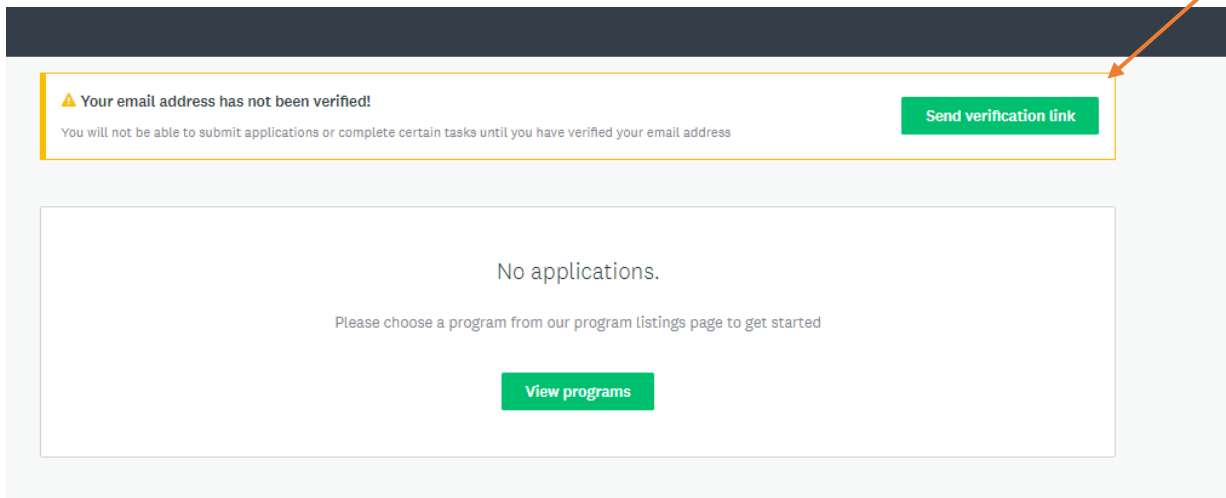 Your email address has not been verified!
You will not be able to submit applications or complete certain tasks until you have verified your email address
Send verification link
No applications.
Please choose a program from our program listings page to get started
View programs